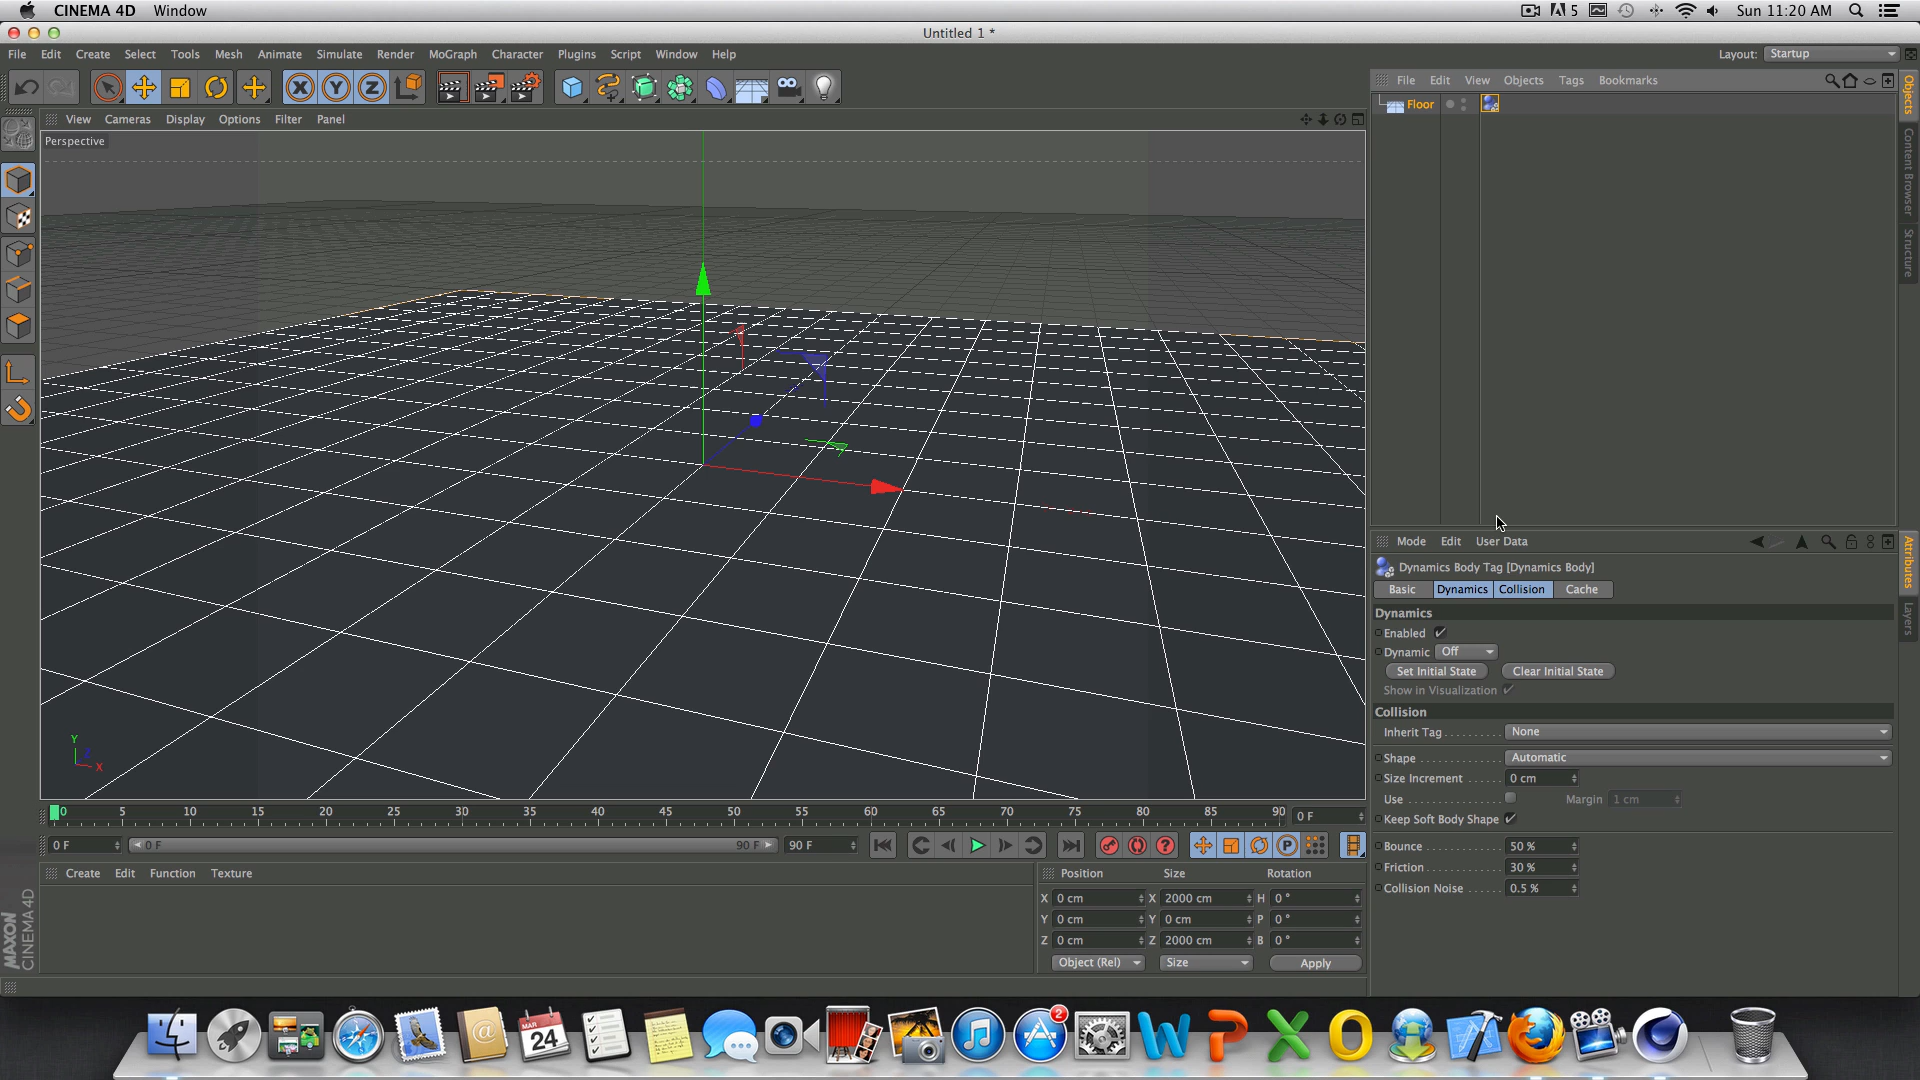 CINEMA 4D Window 5 Sun 11:20 AM
Untitled 1 *
File Edit Create Select Tools Mesh Snap Animate Simulate Render MoGraph Character Plugins Script Window Help Layout: Startup
X Y Z
File Edit View Objects Tags Bookmarks
Floor
Objects
Content Browser
Structure
View Cameras Display Options Filter Panel
Perspective
Y
X
Mode Edit User Data
Attributes
Layers
Dynamics Body Tag [Dynamics Body]
Basic Dynamics Collision Cache
Dynamics
Enabled
Dynamic Off
Set Initial State Clear Initial State
Show in Visualization
Collision
Inherit Tag......... None
Shape............. Automatic
Size Increment...... 0 cm
Use............... Margin 1 cm
Keep Soft Body Shape
Bounce........... 50 %
Friction........... 30 %
Collision Noise...... 0.5 %
0 5 10 15 20 25 30 35 40 45 50 55 60 65 70 75 80 85 90 0 F
0 F 0 F 90 F 90 F P
Create Edit Function Texture
Position Size Rotation
X 0 cm X 2000 cm H 0 °
Y 0 cm Y 0 cm P 0 °
Z 0 cm Z 2000 cm B 0 °
Object (Rel) Size Apply
MAXON
CINEMA 4D
MAR
24
2
W P X O